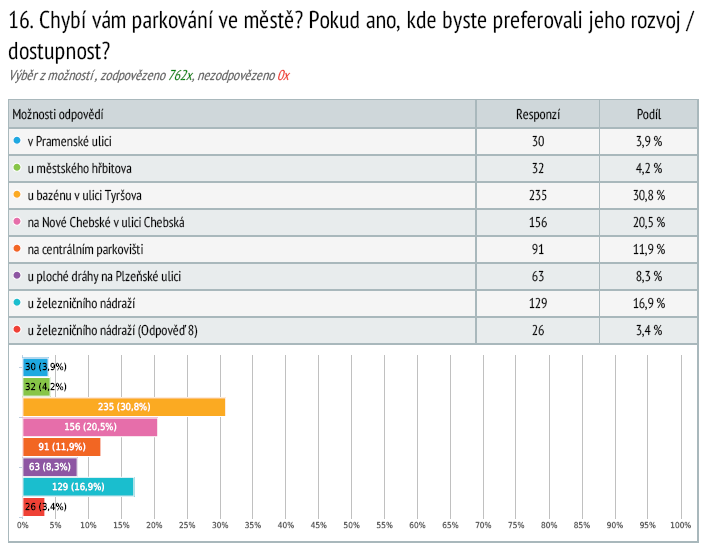 16. Chybí vám parkování ve městě? Pokud ano, kde byste preferovali jeho rozvoj /
dostupnost?
Výběr z možností, zodpovězeno 762x, nezodpovězeno 0x
Možnosti odpovědí Responzí Podíl
v Pramenské ulici 30 3,9 %
u městského hřbitova 32 4,2 %
u bazénu v ulici Tyršova 235 30,8 %
na Nové Chebské v ulici Chebská 156 20,5 %
na centrálním parkovišti 91 11,9 %
u ploché dráhy na Plzeňské ulici 63 8,3 %
u železničního nádraží 129 16,9 %
u železničního nádraží (Odpověď 8) 26 3,4 %
30 (3,9%)
32 (4,2%)
235 (30,8%)
156 (20,5%)
91 (11,9%)
63 (8,3%)
129 (16,9%)
26 (3,4%)
0% 5% 10% 15% 20% 25% 30% 35% 40% 45% 50% 55% 60% 65% 70% 75% 80% 85% 90% 95% 100%